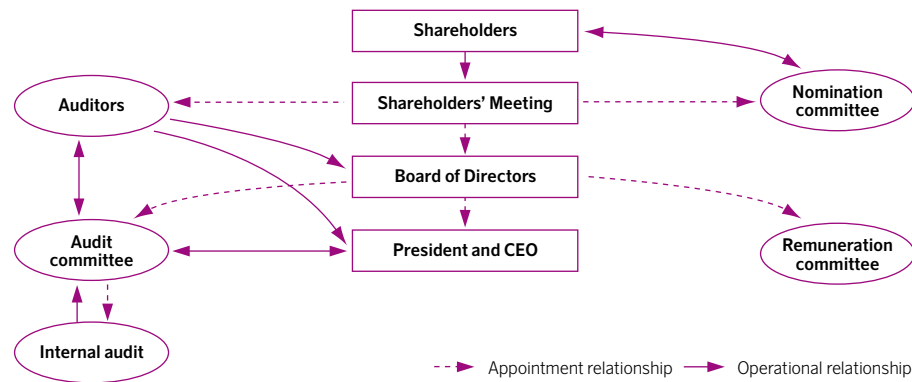 Shareholders
Auditors
Shareholders’ Meeting
Nomination
committee
Board of Directors
Audit
committee
President and CEO
Remuneration
committee
Internal audit
Appointment relationship
Operational relationship